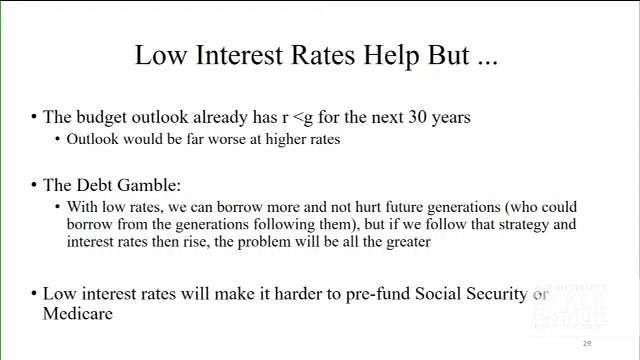 Low Interest Rates Help But ...
• The budget outlook already has r <g for the next 30 years
• Outlook would be far worse at higher rates
• The Debt Gamble:
• With low rates, we can borrow more and not hurt future generations (who could
borrow from the generations following them), but if we follow that strategy and
interest rates then rise, the problem will be all the greater
• Low interest rates will make it harder to pre-fund Social Security or
Medicare
INSTITUTE
29